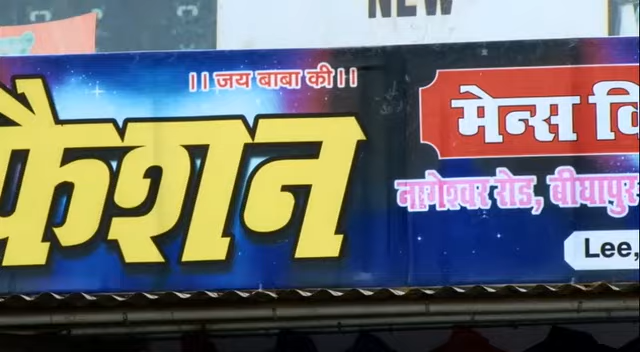 NEW
।। जय बाबा की।।
फैशन
मेन्स
नागेश्वर रोड, बीघापुर
Lee,